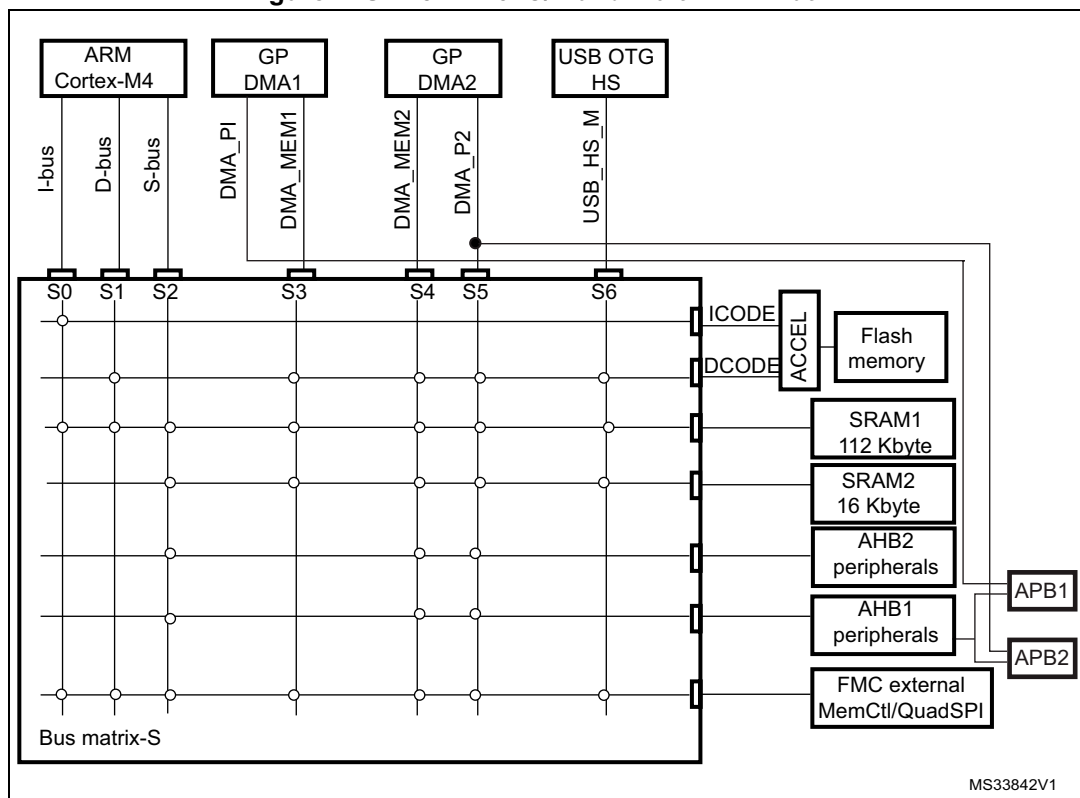 ARM
Cortex-M4
GP
DMA1
GP
DMA2
USB OTG
HS
I-bus
D-bus
S-bus
DMA_PI
DMA_MEM1
DMA_MEM2
DMA_P2
USB_HS_M
S0 S1 S2 S3 S4 S5 S6
ICODE
DCODE
ACCEL
Flash
memory
SRAM1
112 Kbyte
SRAM2
16 Kbyte
AHB2
peripherals
AHB1
peripherals
APB1
APB2
FMC external
MemCtl/QuadSPI
Bus matrix-S
MS33842V1